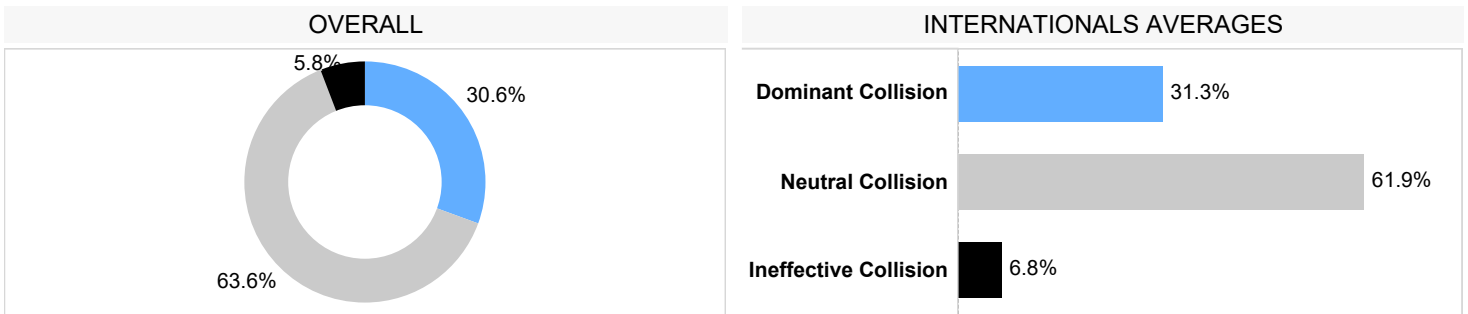 OVERALL
5.8%
30.6%
63.6%
INTERNATIONALS AVERAGES
Dominant Collision 31.3%
Neutral Collision 61.9%
Ineffective Collision 6.8%